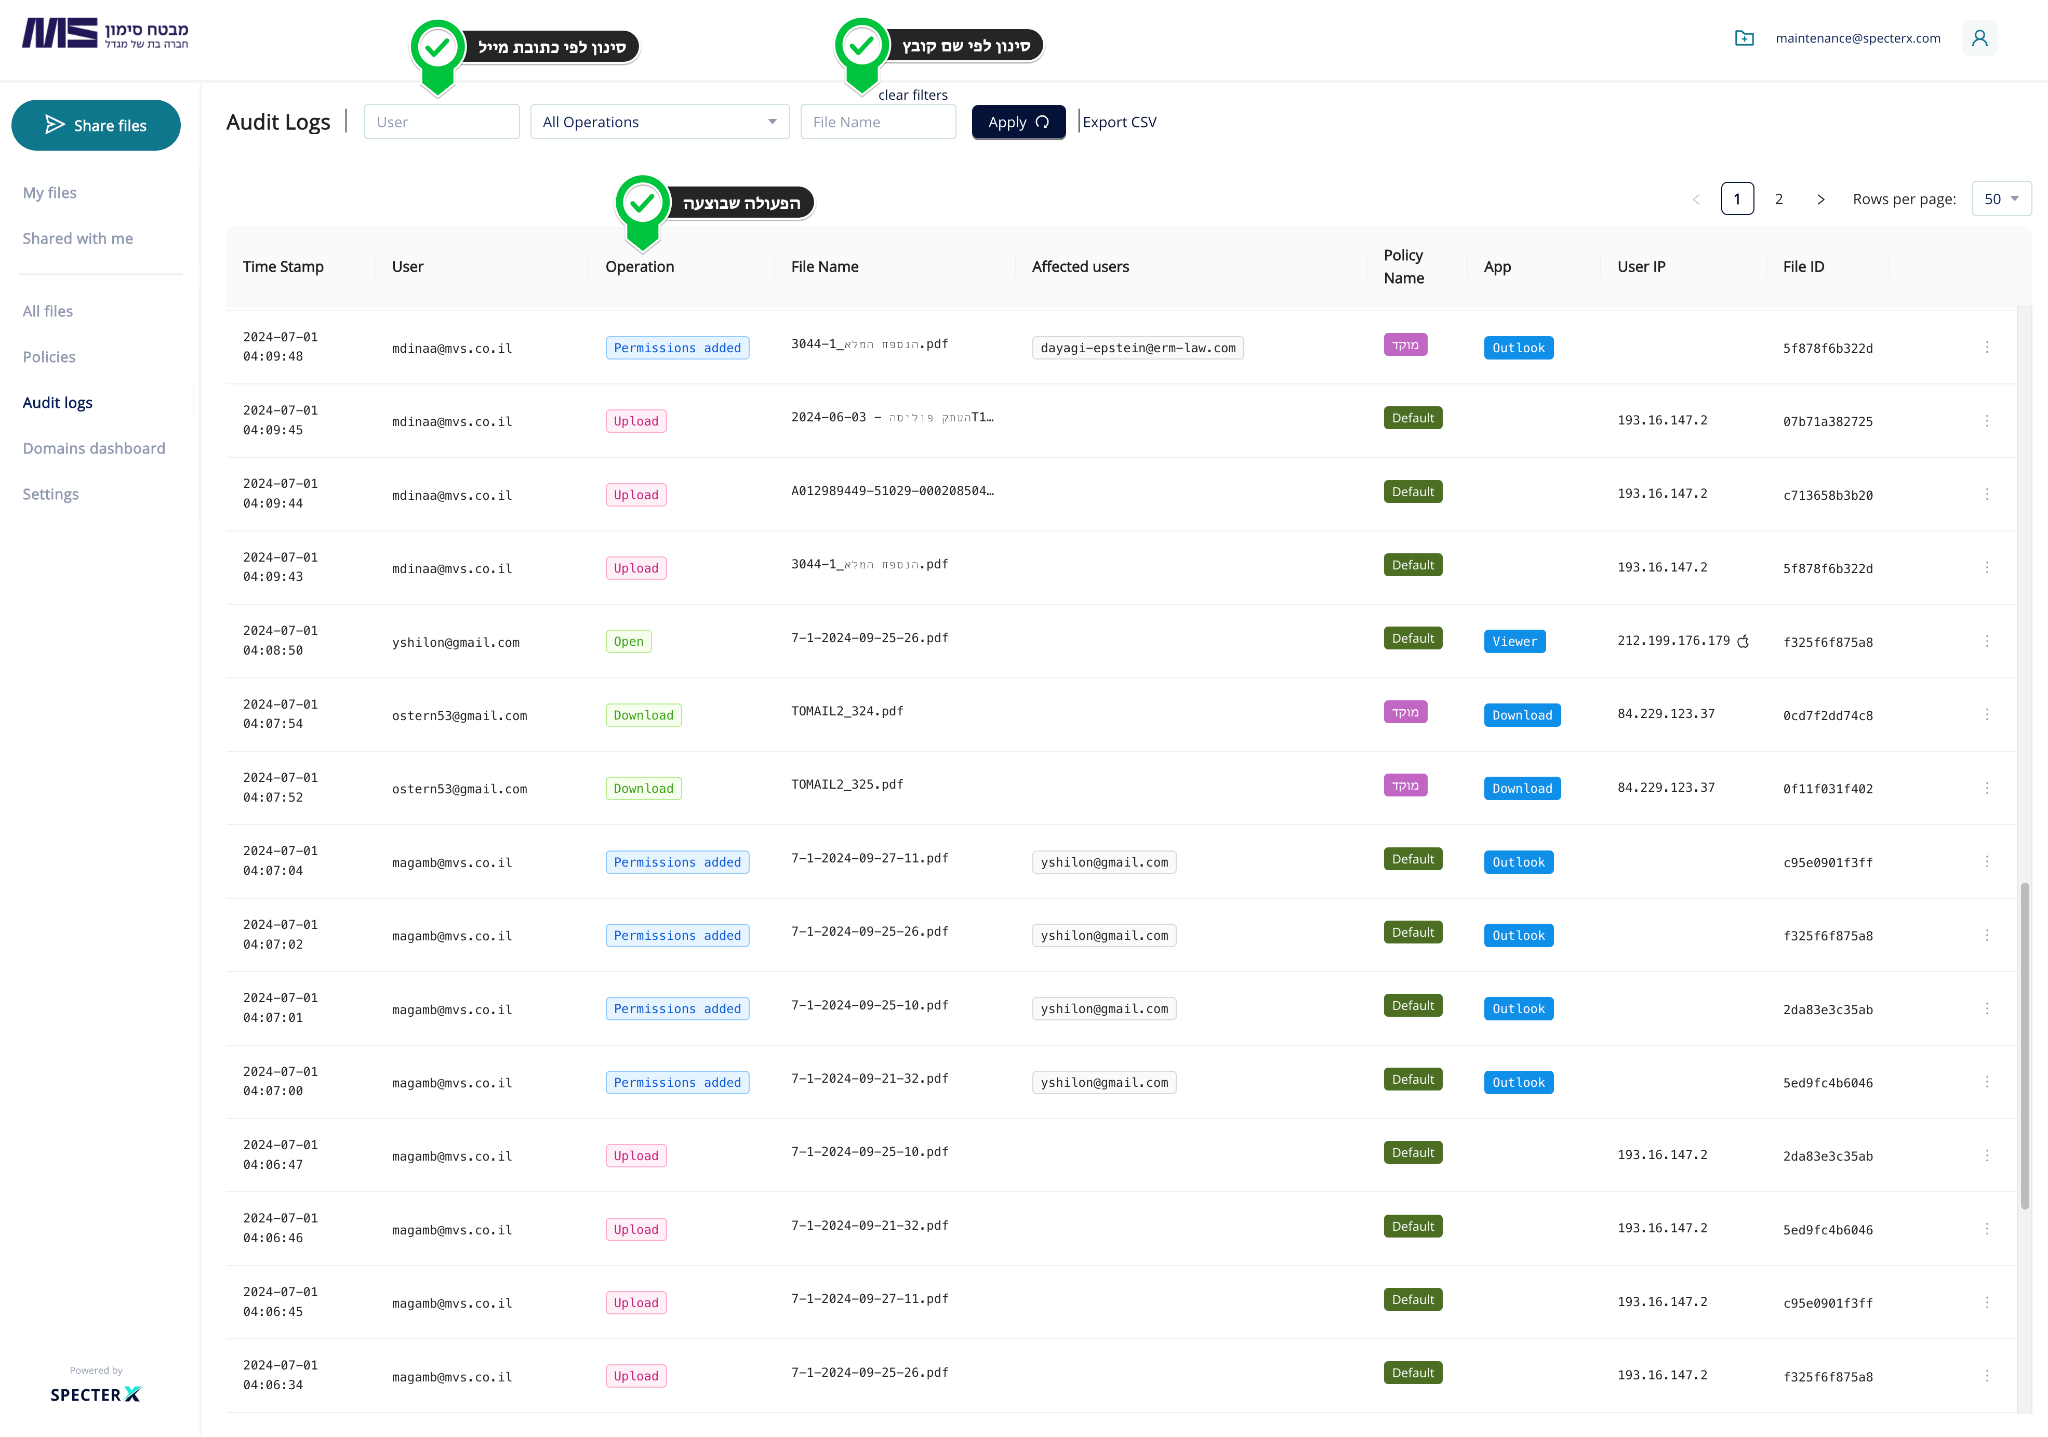 מבטח סימון
חברה בת של מגדל
סינון לפי כתובת מייל
סינון לפי שם קובץ
maintenance@specterx.com
clear filters
Share files
Audit Logs User All Operations File Name Apply Export CSV
My files
Shared with me
All files
Policies
Audit logs
Domains dashboard
Settings
הפעולה שבוצעה
1 2 Rows per page: 50
Time Stamp User Operation File Name Affected users Policy Name App User IP File ID
2024-07-01 04:09:48 mdinaa@mvs.co.il Permissions added 3044-1_הנספח המלא.pdf dayagi-epstein@erm-law.com מוקד Outlook 5f878f6b322d
2024-07-01 04:09:45 mdinaa@mvs.co.il Upload 2024-06-03 - העתק פוליסהT1… Default 193.16.147.2 07b71a382725
2024-07-01 04:09:44 mdinaa@mvs.co.il Upload A012989449-51029-000208504… Default 193.16.147.2 c713658b3b20
2024-07-01 04:09:43 mdinaa@mvs.co.il Upload 3044-1_הנספח המלא.pdf Default 193.16.147.2 5f878f6b322d
2024-07-01 04:08:50 yshilon@gmail.com Open 7-1-2024-09-25-26.pdf Default Viewer 212.199.176.179 f325f6f875a8
2024-07-01 04:07:54 ostern53@gmail.com Download TOMAIL2_324.pdf מוקד Download 84.229.123.37 0cd7f2dd74c8
2024-07-01 04:07:52 ostern53@gmail.com Download TOMAIL2_325.pdf מוקד Download 84.229.123.37 0f11f031f402
2024-07-01 04:07:04 magamb@mvs.co.il Permissions added 7-1-2024-09-27-11.pdf yshilon@gmail.com Default Outlook c95e0901f3ff
2024-07-01 04:07:02 magamb@mvs.co.il Permissions added 7-1-2024-09-25-26.pdf yshilon@gmail.com Default Outlook f325f6f875a8
2024-07-01 04:07:01 magamb@mvs.co.il Permissions added 7-1-2024-09-25-10.pdf yshilon@gmail.com Default Outlook 2da83e3c35ab
2024-07-01 04:07:00 magamb@mvs.co.il Permissions added 7-1-2024-09-21-32.pdf yshilon@gmail.com Default Outlook 5ed9fc4b6046
2024-07-01 04:06:47 magamb@mvs.co.il Upload 7-1-2024-09-25-10.pdf Default 193.16.147.2 2da83e3c35ab
2024-07-01 04:06:46 magamb@mvs.co.il Upload 7-1-2024-09-21-32.pdf Default 193.16.147.2 5ed9fc4b6046
2024-07-01 04:06:45 magamb@mvs.co.il Upload 7-1-2024-09-27-11.pdf Default 193.16.147.2 c95e0901f3ff
2024-07-01 04:06:34 magamb@mvs.co.il Upload 7-1-2024-09-25-26.pdf Default 193.16.147.2 f325f6f875a8
Powered by
SPECTERX